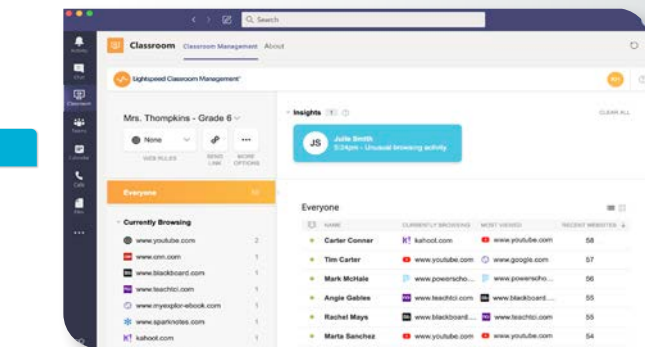 Search
Activity
Chat
Classroom
Teams
Calendar
Calls
Files
Classroom Classroom Management About
Lightspeed Classroom Management
Mrs. Thompkins - Grade 6
None
WEB RULES
SEND LINK
MORE OPTIONS
Everyone
Currently Browsing
www.youtube.com 2
www.cnn.com 1
www.blackboard.com 1
www.teachtci.com 1
www.myexplor-ebook.com 1
www.sparknotes.com 1
kahoot.com 1
Insights 1
CLEAR ALL
JS
Julie Smith
5:24pm - Unusual browsing activity
Everyone
NAME CURRENTLY BROWSING MOST VIEWED RECENT WEBSITES
Carter Conner K! kahoot.com www.youtube.com 58
Tim Carter www.youtube.com www.google.com 57
Mark McHale www.powerscho... www.powerscho... 56
Angie Gables www.teachtci.com www.blackboard.... 55
Rachel Mays www.blackboard.... www.teachtci.com 55
Marta Sanchez www.youtube.com www.youtube.com 54